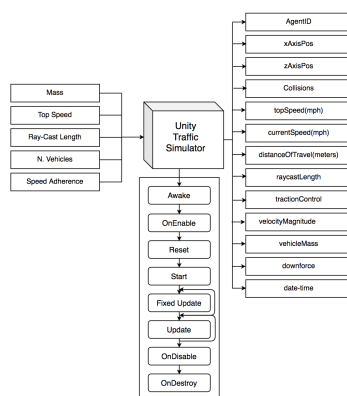 Mass
Top Speed
Ray-Cast Length
N. Vehicles
Speed Adherence
Unity
Traffic
Simulator
Awake
OnEnable
Reset
Start
Fixed Update
Update
OnDisable
OnDestroy
AgentID
xAxisPos
zAxisPos
Collisions
topSpeed(mph)
currentSpeed(mph)
distanceOfTravel(meters)
raycastLength
tractionControl
velocityMagnitude
vehicleMass
downforce
date-time